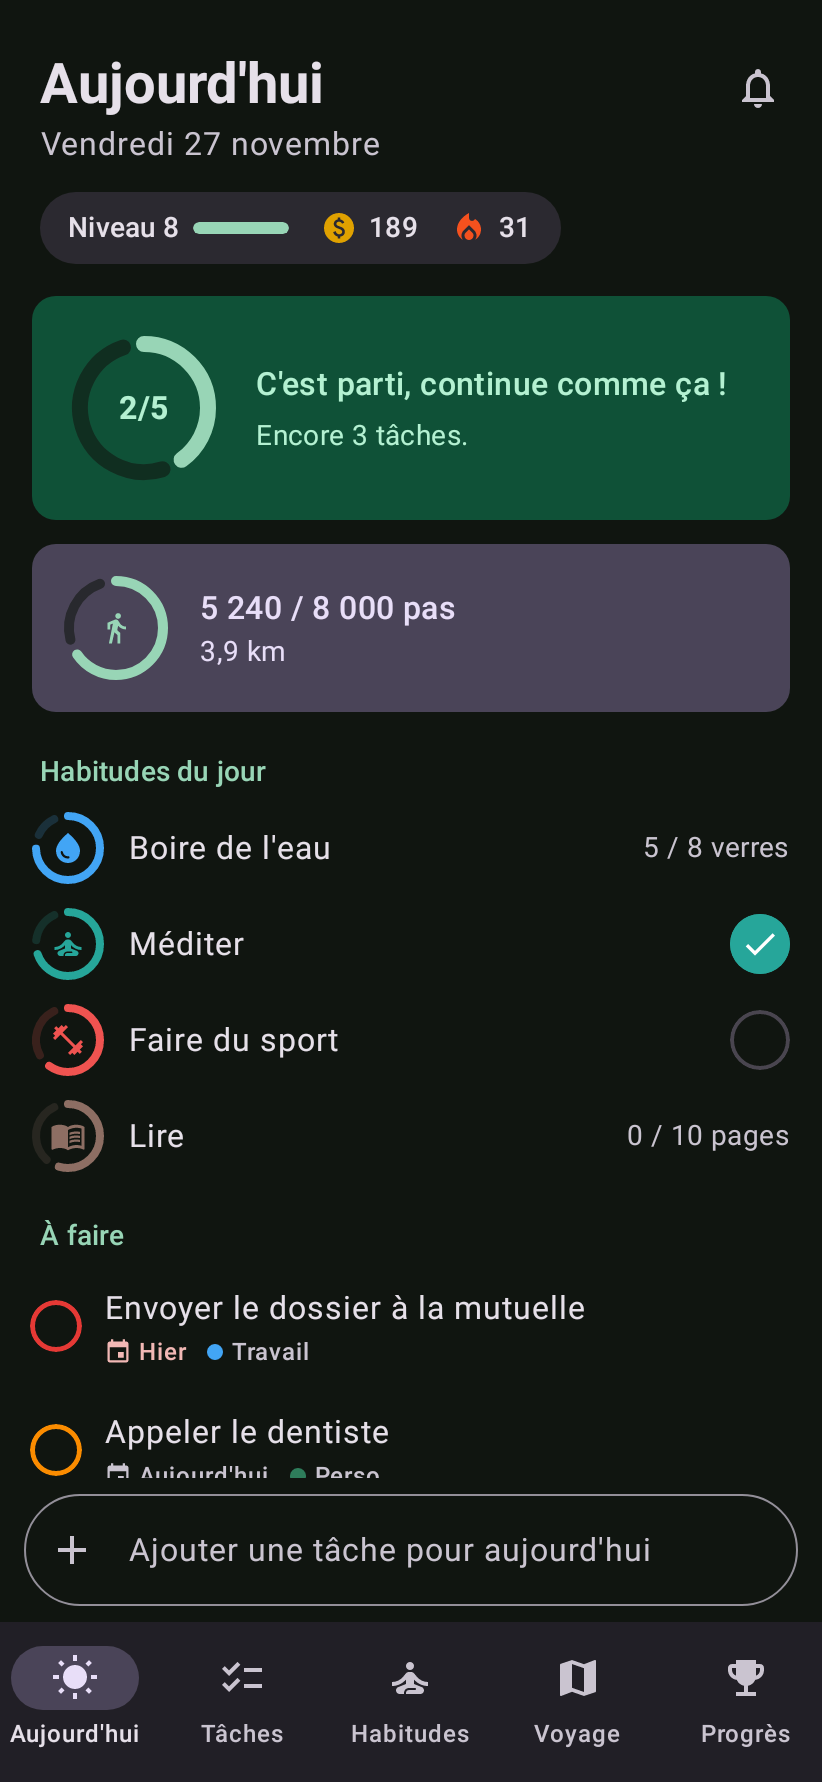 Aujourd'hui
Vendredi 27 novembre
Niveau 8 189 31
2/5
C'est parti, continue comme ça !
Encore 3 tâches.
5 240 / 8 000 pas
3,9 km
Habitudes du jour
Boire de l'eau 5 / 8 verres
Méditer
Faire du sport
Lire 0 / 10 pages
À faire
Envoyer le dossier à la mutuelle
Hier Travail
Appeler le dentiste
Aujourd'hui Perso
Ajouter une tâche pour aujourd'hui
Aujourd'hui Tâches Habitudes Voyage Progrès